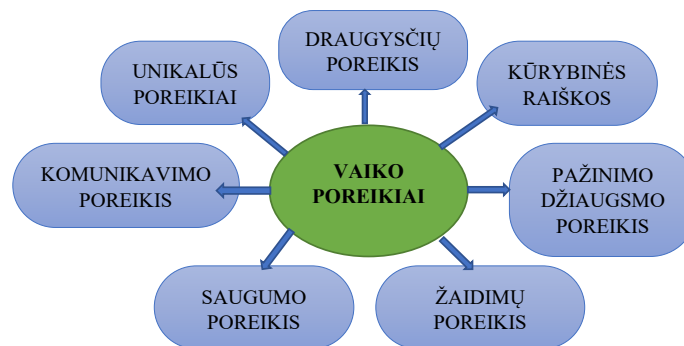 DRAUGYSČIŲ
POREIKIS
UNIKALŪS
POREIKIAI
KŪRYBINĖS
RAIŠKOS
KOMUNIKAVIMO
POREIKIS
VAIKO
POREIKIAI
PAŽINIMO
DŽIAUGSMO
POREIKIS
SAUGUMO
POREIKIS
ŽAIDIMŲ
POREIKIS